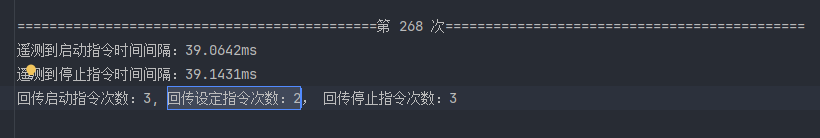 ============================================第 268 次============================================
遥测到启动指令时间间隔：39.0642ms
遥测到停止指令时间间隔：39.1431ms
回传启动指令次数：3, 回传设定指令次数：2, 回传停止指令次数：3